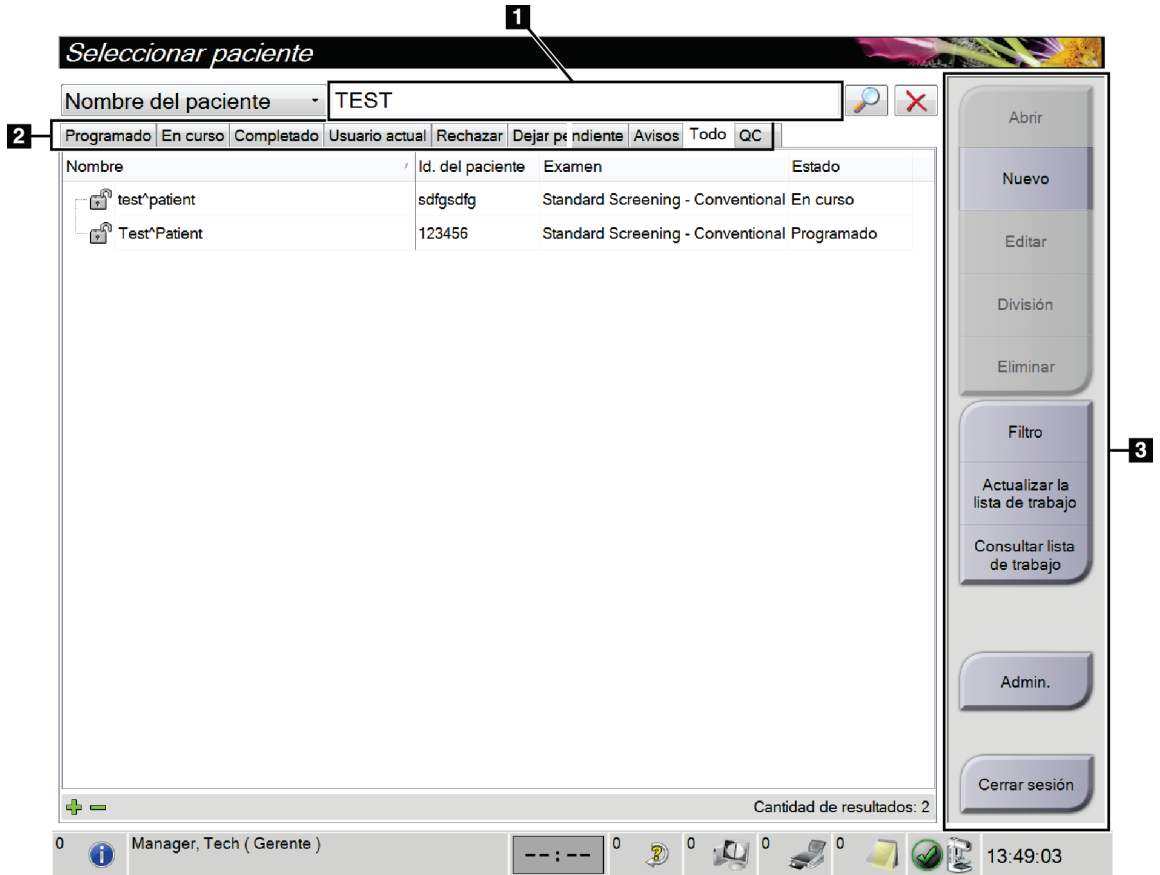 1
Seleccionar paciente
Nombre del paciente TEST
Abrir
2
Programado En curso Completado Usuario actual Rechazar Dejar pendiente Avisos Todo QC
Nombre Id. del paciente Examen Estado
Nuevo
test^patient sdfgsdfg Standard Screening - Conventional En curso
Test^Patient 123456 Standard Screening - Conventional Programado
Editar
División
Eliminar
Filtro
3
Actualizar la
lista de trabajo
Consultar lista
de trabajo
Admin.
Cerrar sesión
Cantidad de resultados: 2
0 Manager, Tech ( Gerente ) --:-- 0 0 0 0 13:49:03